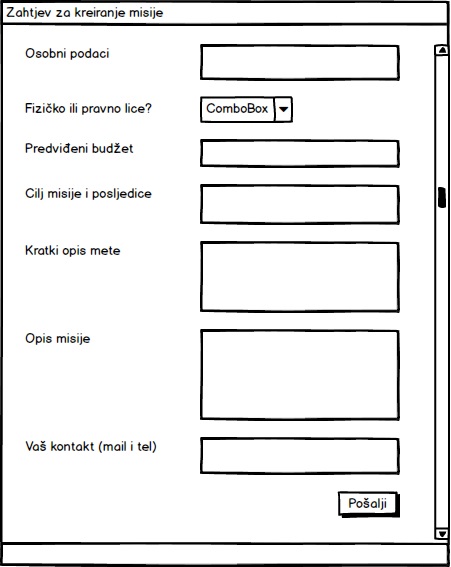 Zahtjev za kreiranje misije
Osobni podaci
Fizičko ili pravno lice?
ComboBox
Predviđeni budžet
Cilj misije i posljedice
Kratki opis mete
Opis misije
Vaš kontakt (mail i tel)
Pošalji